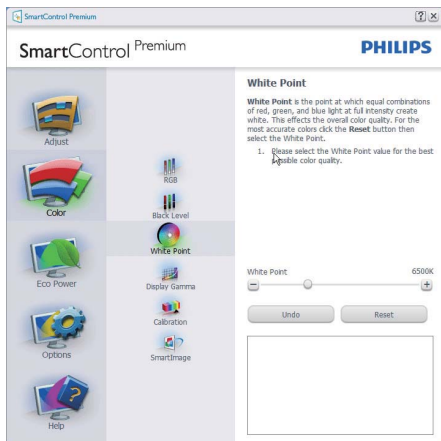 SmartControl Premium
SmartControl Premium
PHILIPS
Adjust
Color
Eco Power
Options
Help
RGB
Black Level
White Point
Display Gamma
Calibration
SmartImage
White Point
White Point is the point at which equal combinations
of red, green, and blue light at full intensity create
white. This effects the overall color quality. For the
most accurate colors click the Reset button then
select the White Point.
1. Please select the White Point value for the best
possible color quality.
White Point 6500K
Undo Reset